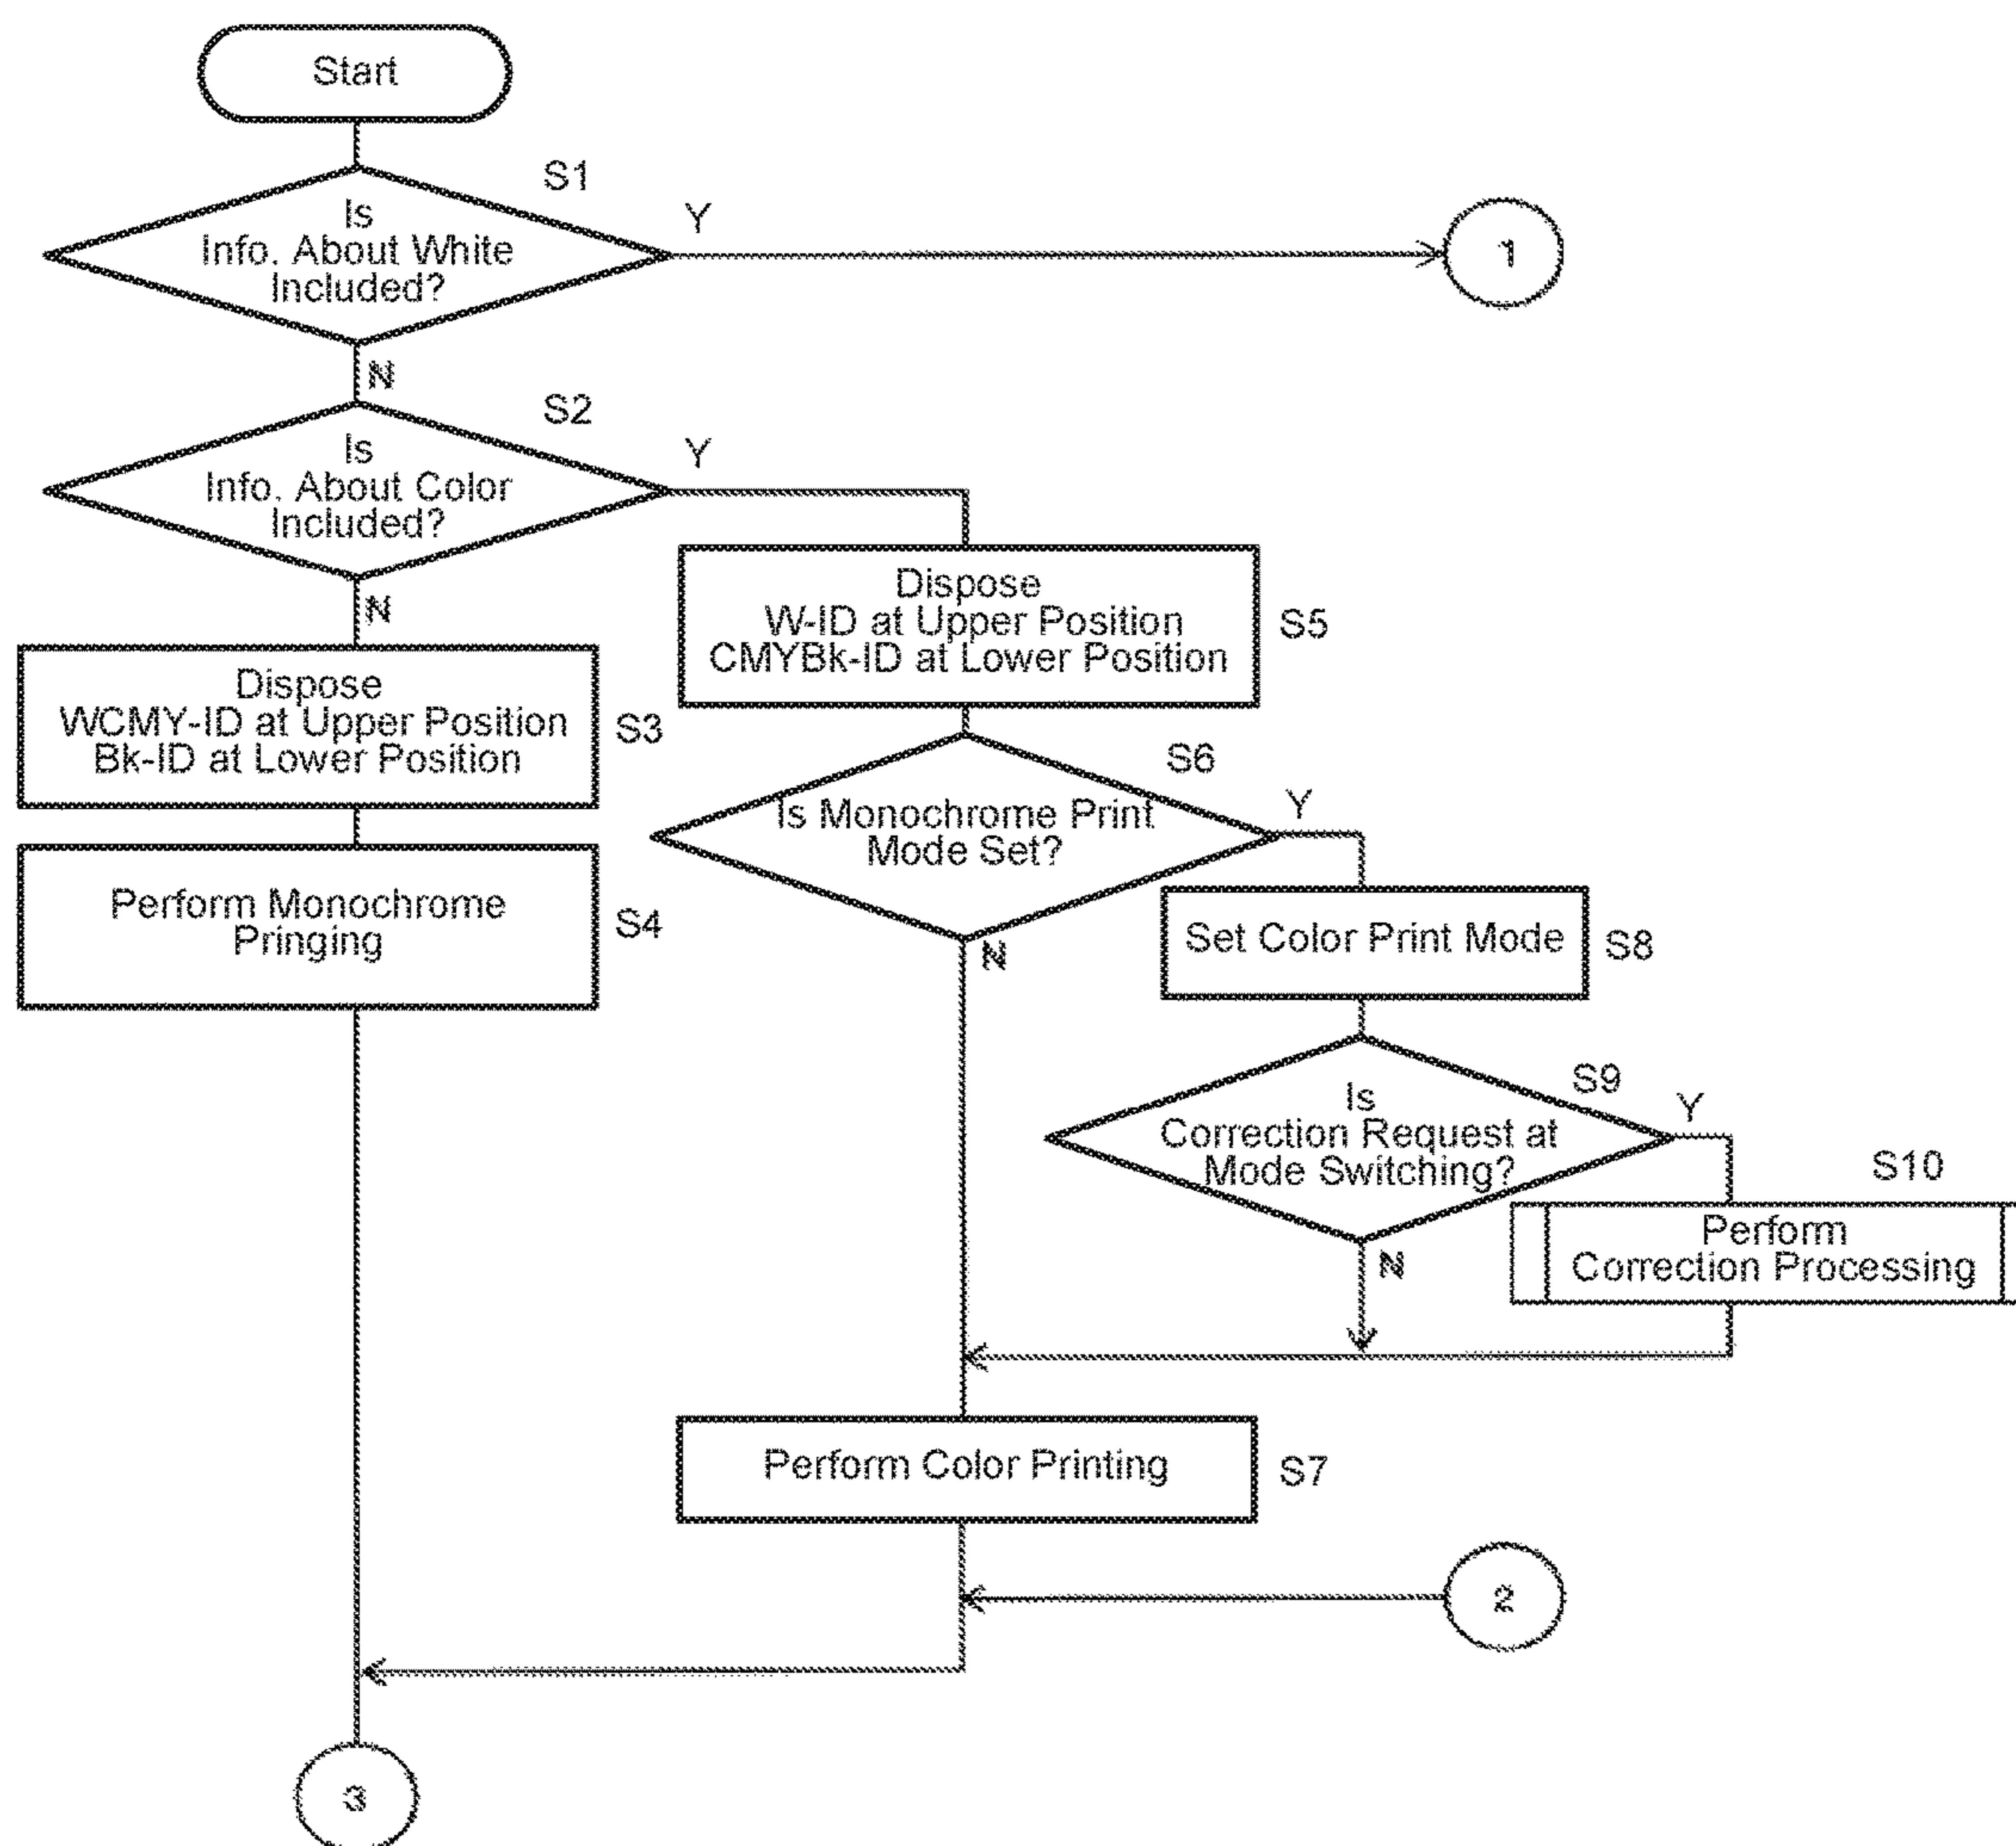 Start
S1
Is
Info. About White
Included?
Y
1
N
S2
Is
Info. About Color
Included?
Y
N
Dispose
W-ID at Upper Position
CMYBk-ID at Lower Position
S5
Dispose
WCMY-ID at Upper Position
Bk-ID at Lower Position
S3
S6
Is Monochrome Print
Mode Set?
Y
N
Perform Monochrome
Pringing
S4
Set Color Print Mode
S8
S9
Is
Correction Request at
Mode Switching?
Y
N
S10
Perform
Correction Processing
Perform Color Printing
S7
2
3